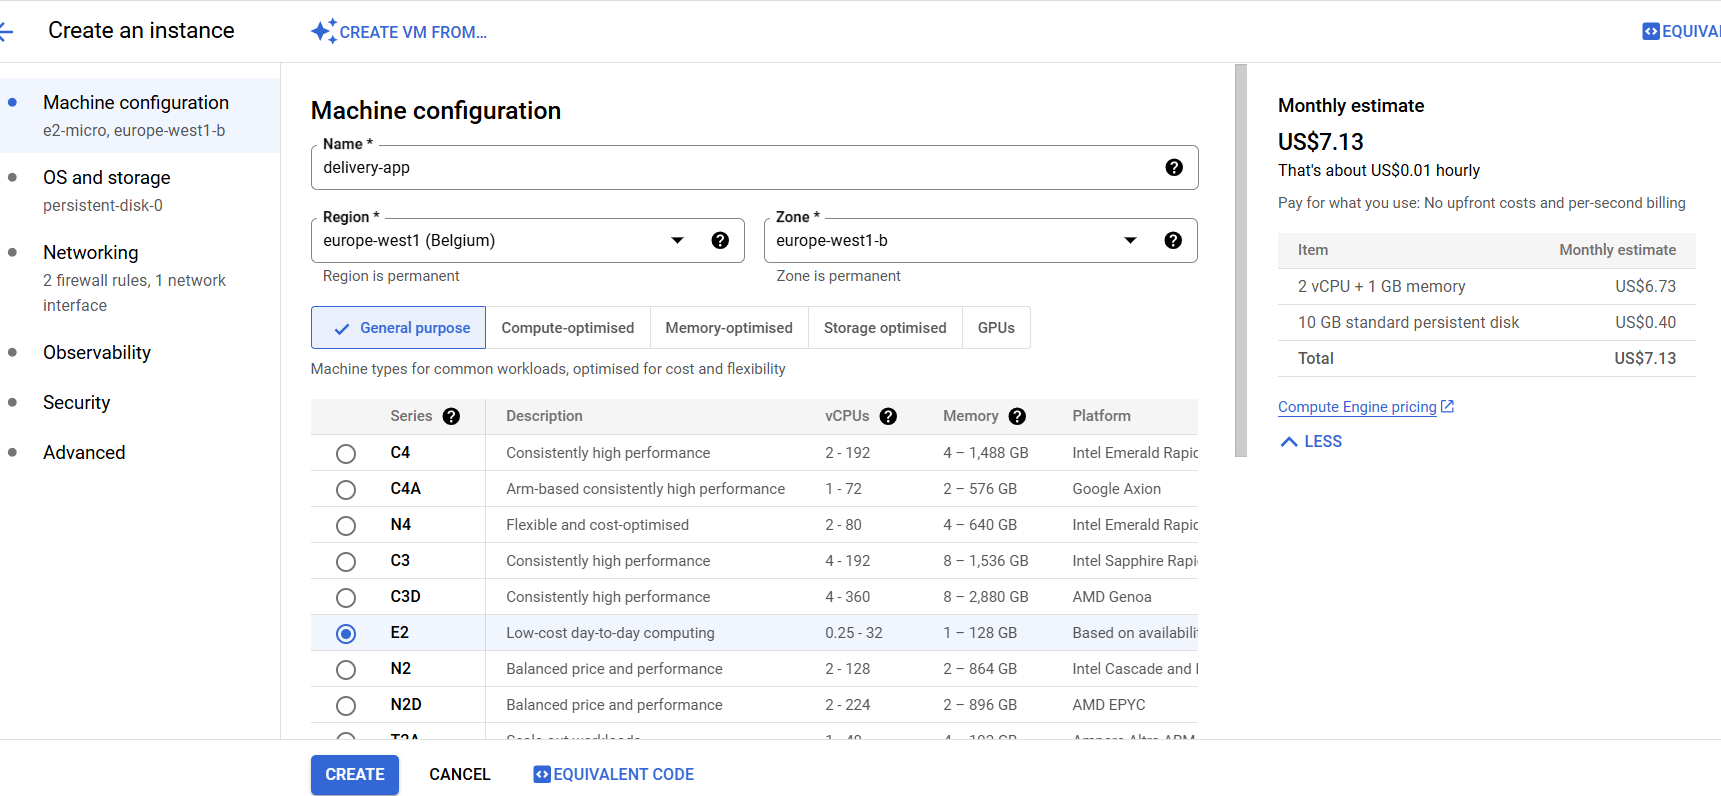 Create an instance
CREATE VM FROM...
Machine configuration
e2-micro, europe-west1-b
OS and storage
persistent-disk-0
Networking
2 firewall rules, 1 network
interface
Observability
Security
Advanced
Machine configuration
Name *
delivery-app
Region *
europe-west1 (Belgium)
Region is permanent
Zone *
europe-west1-b
Zone is permanent
General purpose
Compute-optimised
Memory-optimised
Storage optimised
GPUs
Machine types for common workloads, optimised for cost and flexibility
Series Description vCPUs Memory Platform
C4 Consistently high performance 2 - 192 4 – 1,488 GB Intel Emerald Rapid
C4A Arm-based consistently high performance 1 - 72 2 – 576 GB Google Axion
N4 Flexible and cost-optimised 2 - 80 4 – 640 GB Intel Emerald Rapid
C3 Consistently high performance 4 - 192 8 – 1,536 GB Intel Sapphire Rapi
C3D Consistently high performance 4 - 360 8 – 2,880 GB AMD Genoa
E2 Low-cost day-to-day computing 0.25 - 32 1 – 128 GB Based on availabili
N2 Balanced price and performance 2 - 128 2 – 864 GB Intel Cascade and
N2D Balanced price and performance 2 - 224 2 – 896 GB AMD EPYC
CREATE
CANCEL
EQUIVALENT CODE
EQUIVA
Monthly estimate
US$7.13
That's about US$0.01 hourly
Pay for what you use: No upfront costs and per-second billing
Item Monthly estimate
2 vCPU + 1 GB memory US$6.73
10 GB standard persistent disk US$0.40
Total US$7.13
Compute Engine pricing
LESS